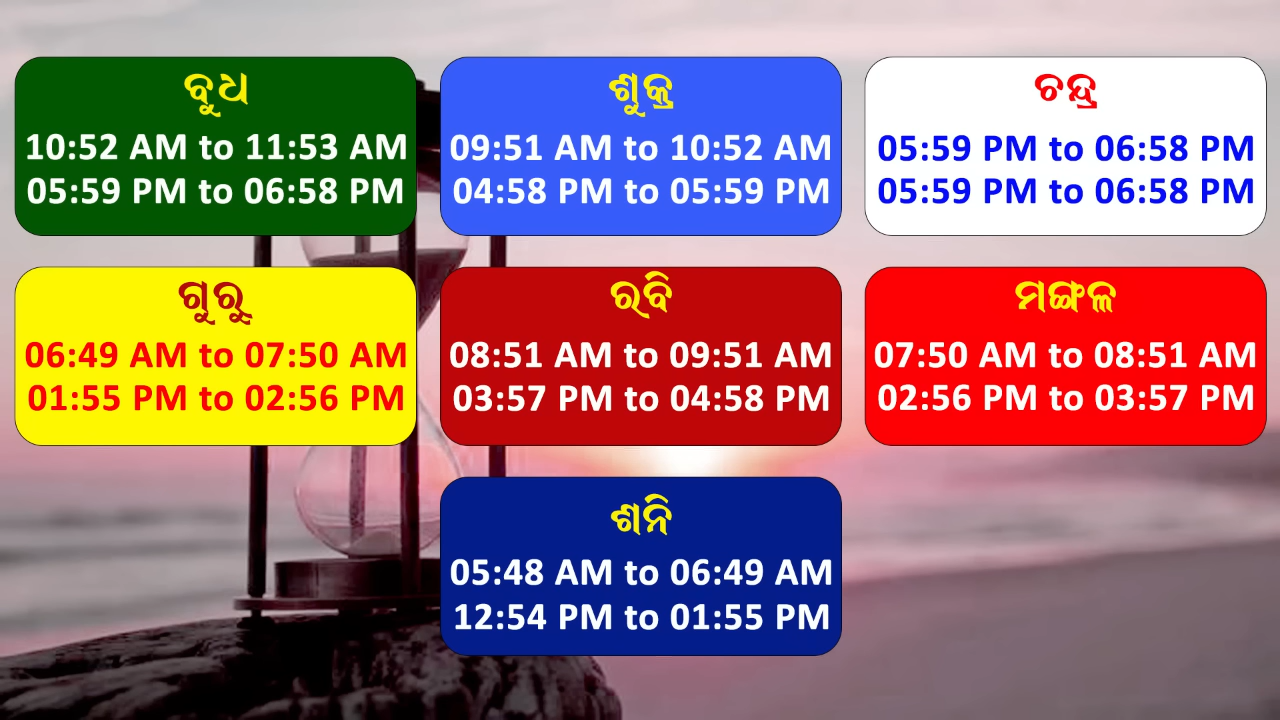 ବୁଧ
10:52 AM to 11:53 AM
05:59 PM to 06:58 PM
ଶୁକ୍ର
09:51 AM to 10:52 AM
04:58 PM to 05:59 PM
ଚନ୍ଦ୍ର
05:59 PM to 06:58 PM
05:59 PM to 06:58 PM
ଗୁରୁ
06:49 AM to 07:50 AM
01:55 PM to 02:56 PM
ରବି
08:51 AM to 09:51 AM
03:57 PM to 04:58 PM
ମଙ୍ଗଳ
07:50 AM to 08:51 AM
02:56 PM to 03:57 PM
ଶନି
05:48 AM to 06:49 AM
12:54 PM to 01:55 PM